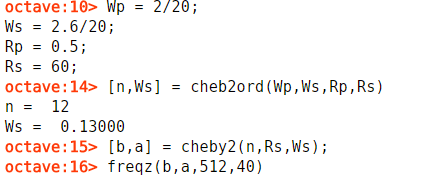 octave:10> Wp = 2/20;
Ws = 2.6/20;
Rp = 0.5;
Rs = 60;
octave:14> [n,Ws] = cheb2ord(Wp,Ws,Rp,Rs)
n =  12
Ws =  0.13000
octave:15> [b,a] = cheby2(n,Rs,Ws);
octave:16> freqz(b,a,512,40)